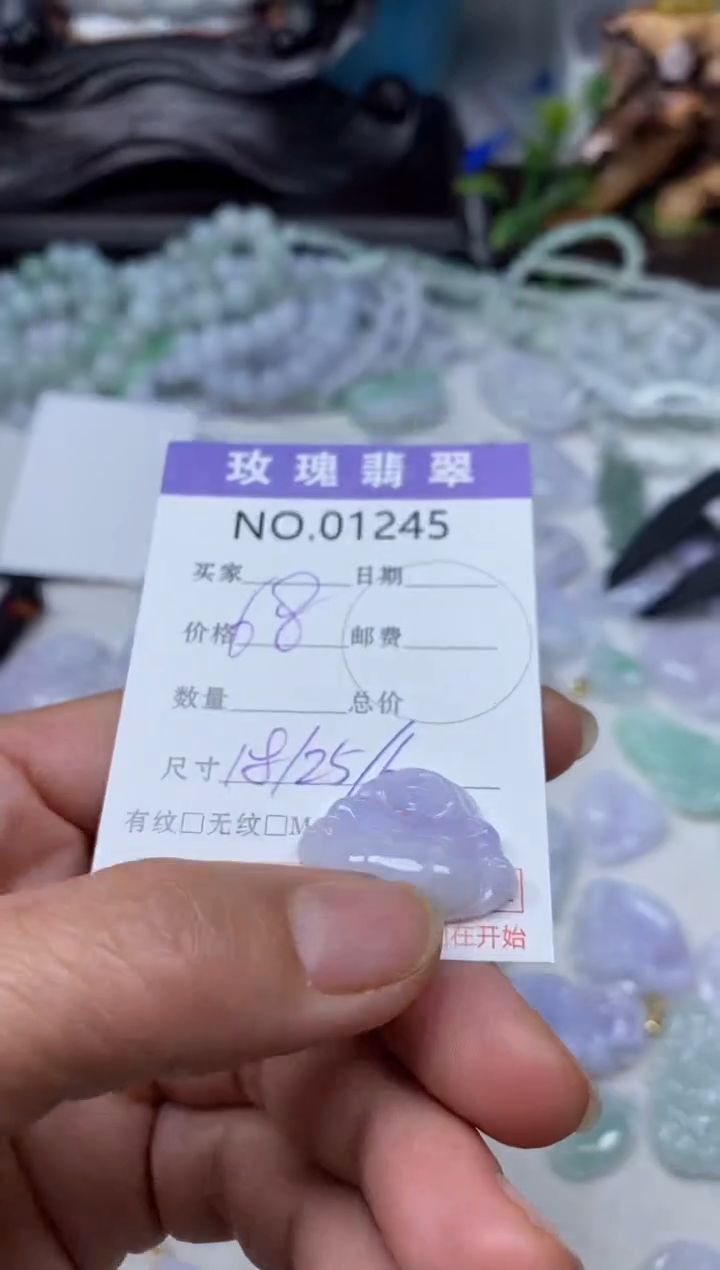 玫瑰翡翠
NO.01245
买家 日期
价格 68 邮费
数量 总价
尺寸 18/25/
有纹□无纹□M
在开始